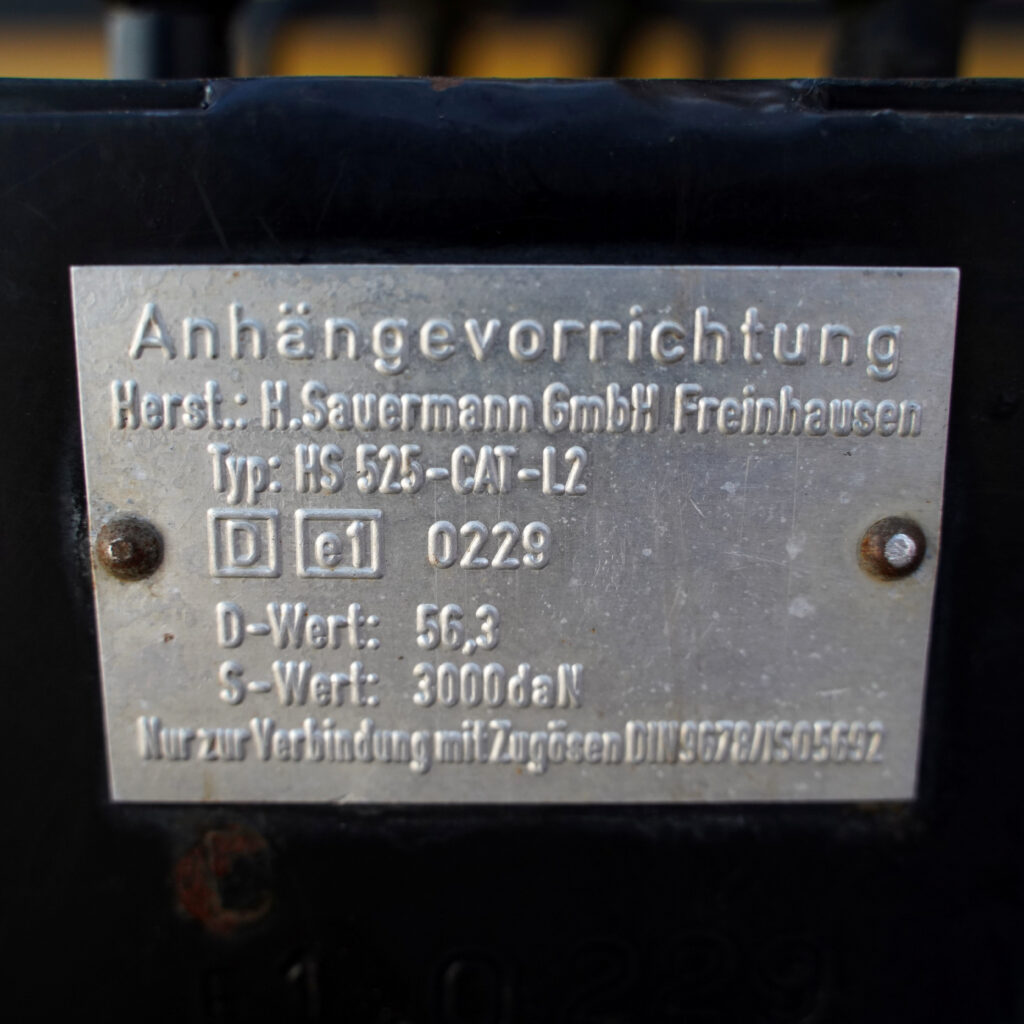 Anhängevorrichtung
Herst.: H.Sauermann GmbH Freinhausen
Typ: HS 525-CAT-L2
D e1 0229
D-Wert: 56,3
S-Wert: 3000daN
Nur zur Verbindung mit Zugösen DIN9678/ISO5692